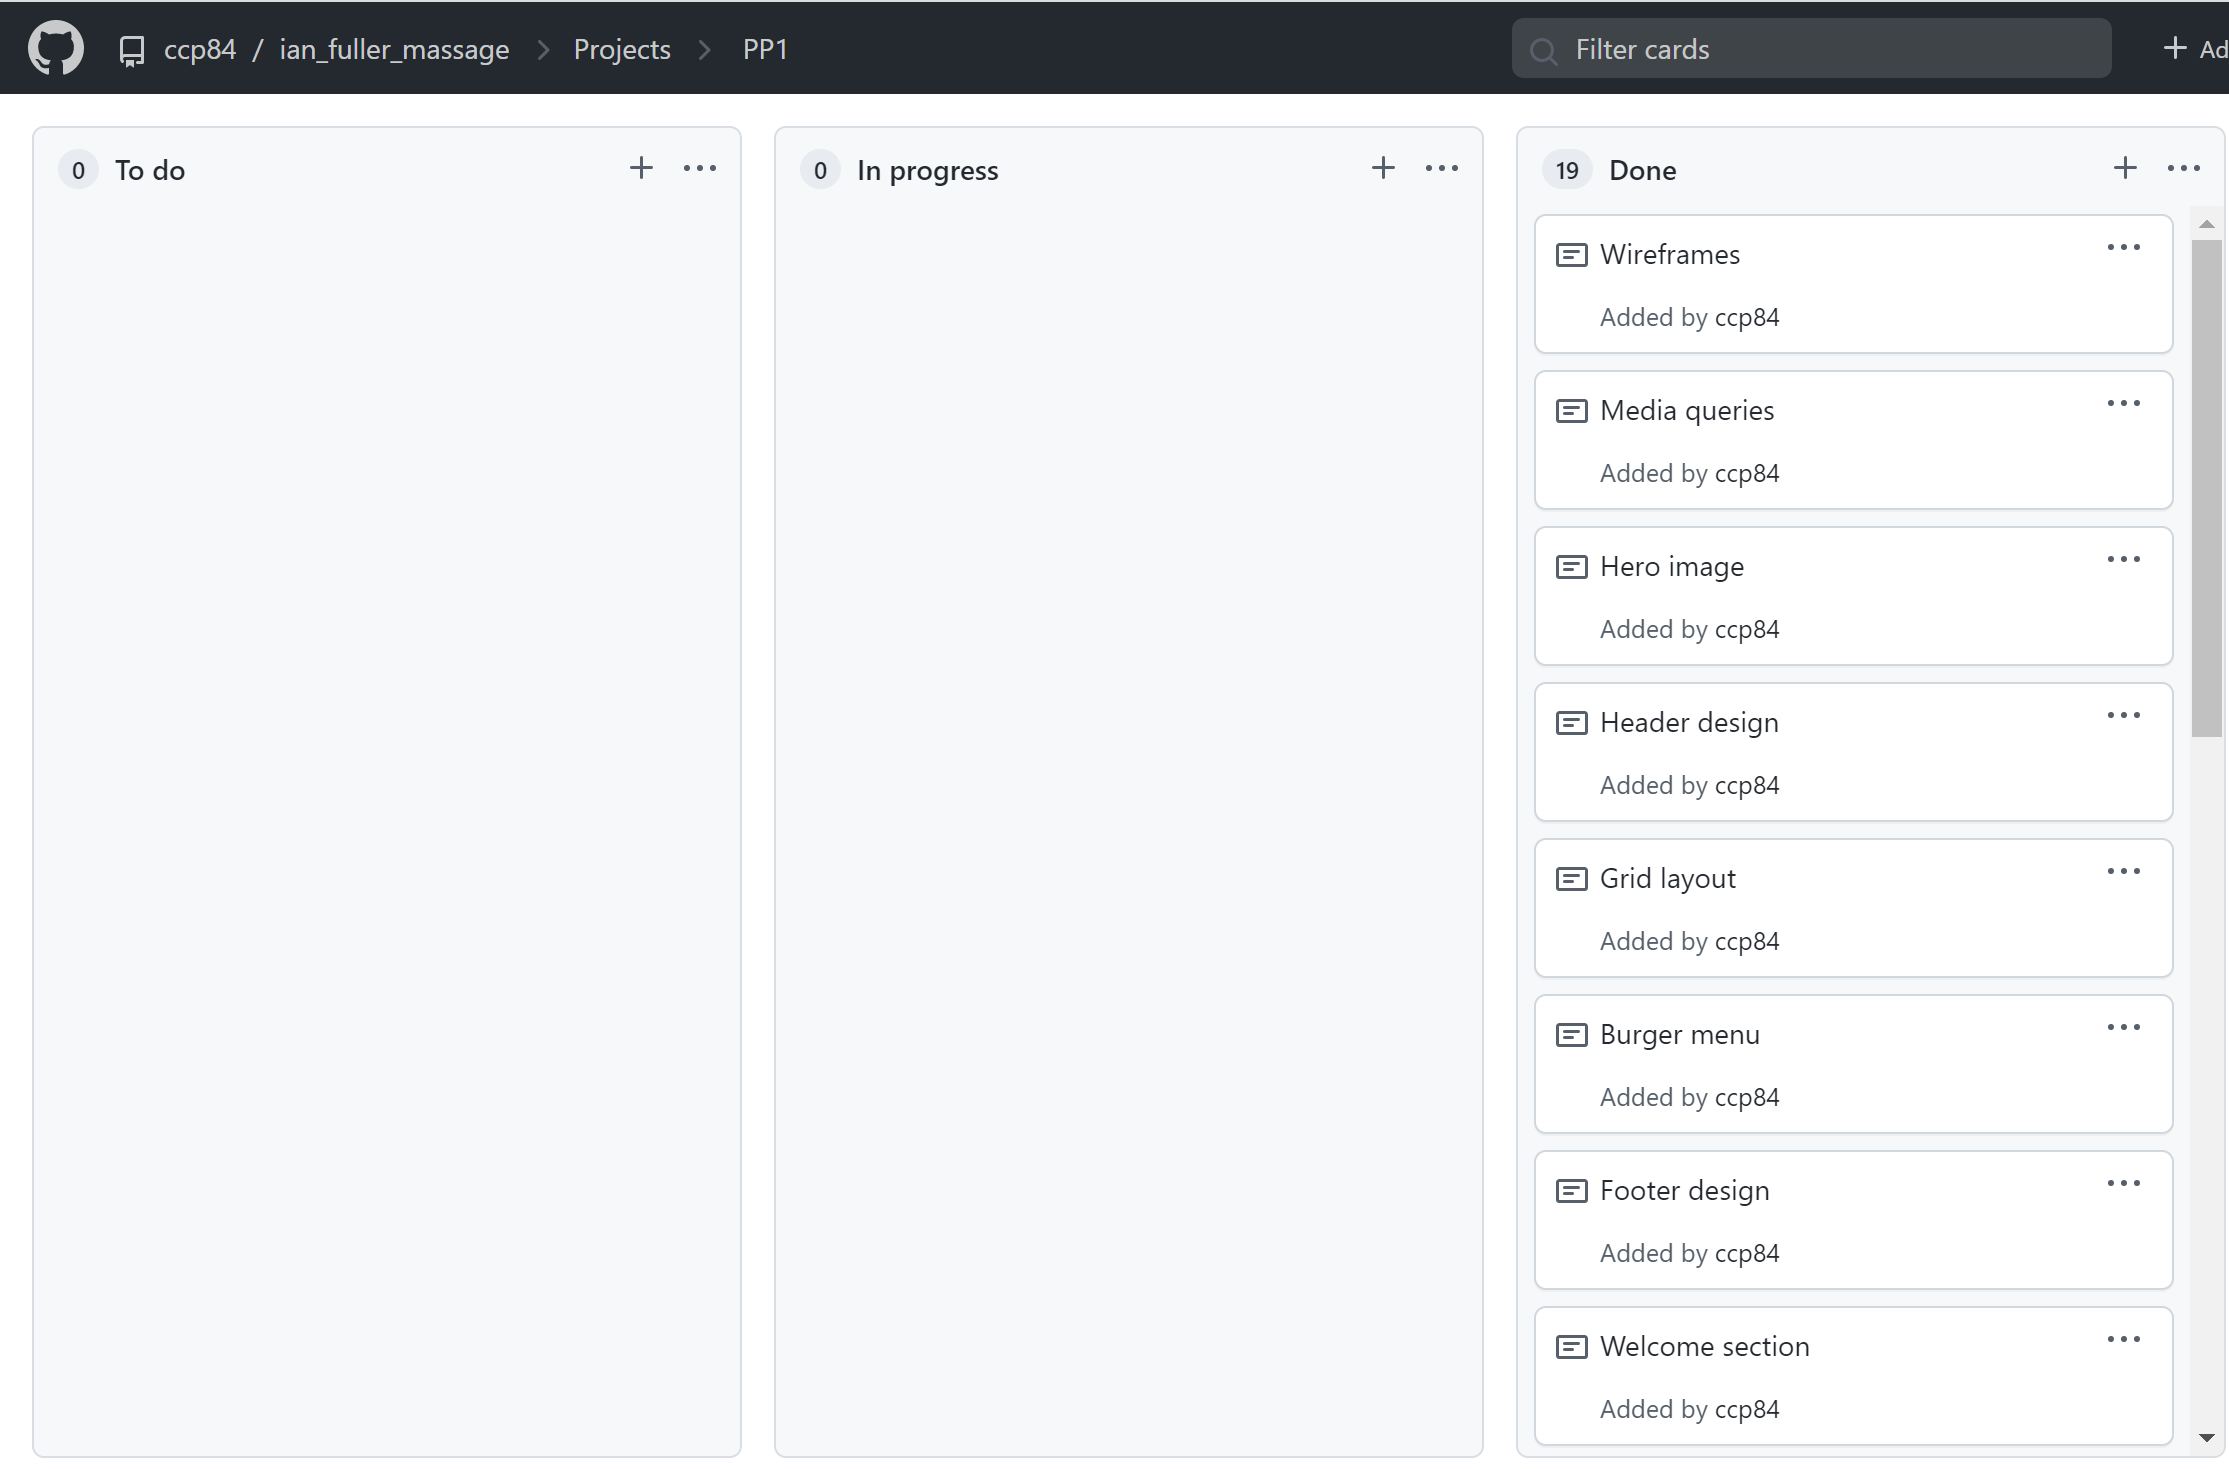 ccp84 / ian_fuller_massage > Projects > PP1
Filter cards
+ Ad
0 To do
0 In progress
19 Done
Wireframes
Added by ccp84
Media queries
Added by ccp84
Hero image
Added by ccp84
Header design
Added by ccp84
Grid layout
Added by ccp84
Burger menu
Added by ccp84
Footer design
Added by ccp84
Welcome section
Added by ccp84